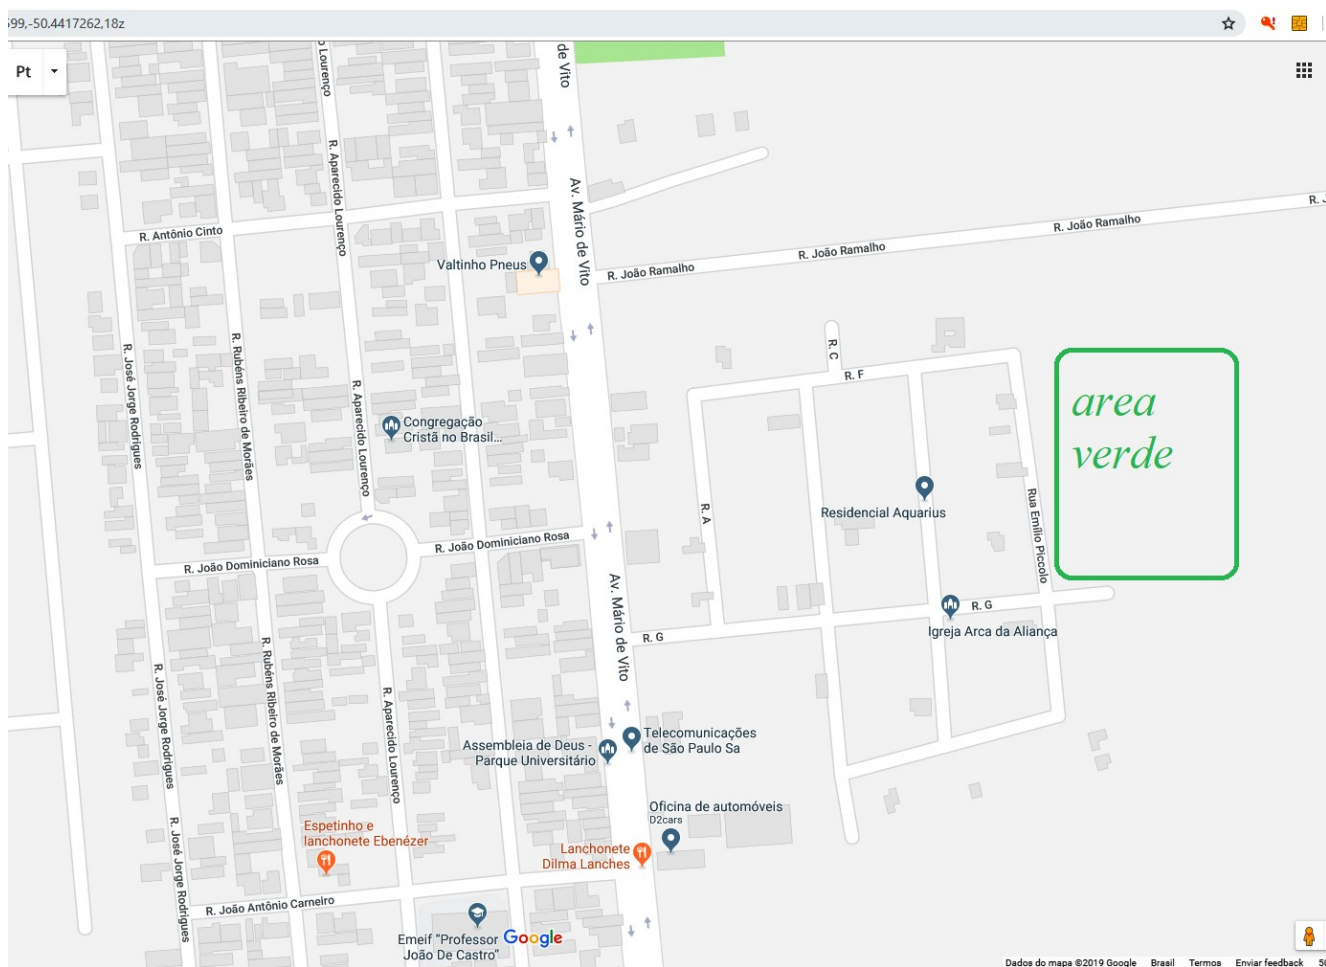 599,-50.4417262,18z
Pt
de Vito
o Lourenço
R. Aparecido Lourenço
Av. Mário de Vito
R. Antônio Cinto
R. João Ramalho
R. João Ramalho
R. João Ramalho
R. J
Valtinho Pneus
R. José Jorge Rodrigues
R. Rubéns Ribeiro de Morães
R. Aparecido Lourenço
R. C
R. F
area
verde
Congregação
Cristã no Brasil...
Residencial Aquarius
R. A
Rua Emílio Piccolo
R. João Dominiciano Rosa
R. João Dominiciano Rosa
Av. Mário de Vito
R. G
R. G
Igreja Arca da Aliança
R. José Jorge Rodrigues
R. Rubéns Ribeiro de Morães
R. Aparecido Lourenço
Telecomunicações
de São Paulo Sa
Assembleia de Deus -
Parque Universitário
Oficina de automóveis
D2cars
Espetinho e
lanchonete Ebenézer
Lanchonete
Dilma Lanches
R. José Jorge Rodrigues
R. João Antônio Carneiro
Emeif "Professor
João De Castro"
Google
Dados do mapa ©2019 Google Brasil Termos Enviar feedback 50